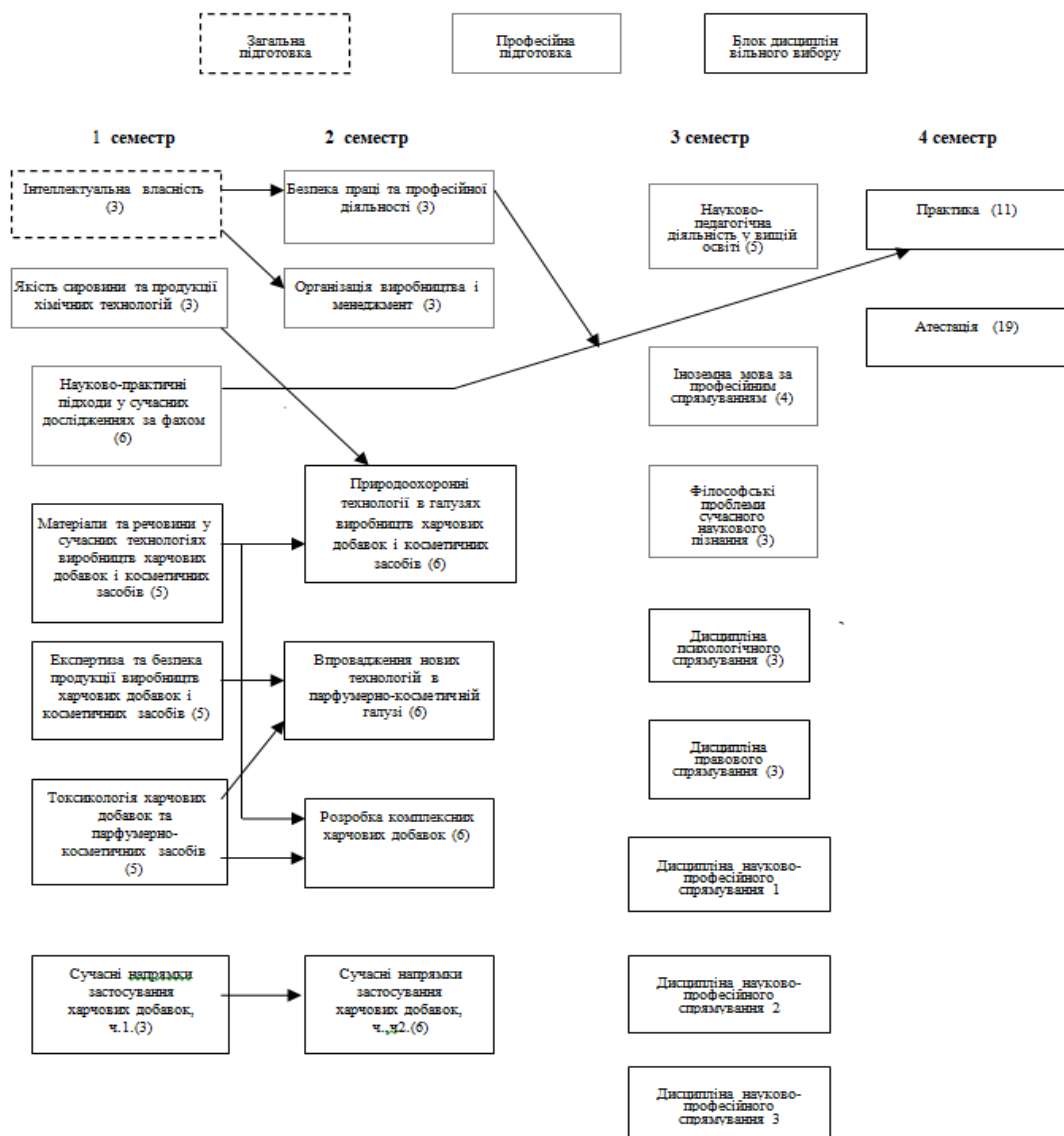 Загальна
підготовка
Професійна
підготовка
Блок дисциплін
вільного вибору
1 семестр
2 семестр
3 семестр
4 семестр
Інтеллектуальна власність
(3)
Безпека праці та професійної
діяльності (3)
Науково-
педагогічна
діяльність у вищій
освіті (5)
Практика (11)
Якість сировини та продукції
хімічних технологій (3)
Організація виробництва і
менеджмент (3)
Атестація (19)
Науково-практичні
підходи у сучасних
дослідженнях за фахом
(6)
Іноземна мова за
професійним
спрямуванням (4)
Природоохоронні
технології в галузях
виробництв харчових
добавок і косметичних
засобів (6)
Філософські
проблеми
сучасного
наукового
пізнання (3)
Матеріали та речовини у
сучасних технологіях
виробництв харчових
добавок і косметичних
засобів (5)
Дисципліна
психологічного
спрямування (3)
Експертиза та безпека
продукції виробництв
харчових добавок і
косметичних засобів (5)
Впровадження нових
технологій в
парфумерно-косметичній
галузі (6)
Дисципліна
правового
спрямування (3)
Токсикологія харчових
добавок та
парфумерно-
косметичних засобів
(5)
Розробка комплексних
харчових добавок (6)
Дисципліна науково-
професійного
спрямування 1
Сучасні напрямки
застосування
харчових добавок,
ч.1.(3)
Сучасні напрямки
застосування
харчових добавок,
ч.,ч2.(6)
Дисципліна науково-
професійного
спрямування 2
Дисципліна науково-
професійного
спрямування 3